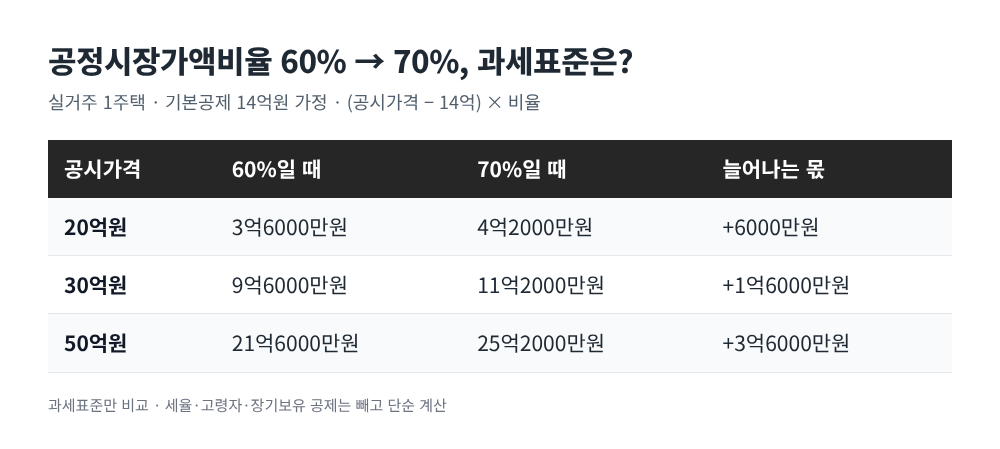 공정시장가액비율 60% → 70%, 과세표준은?
실거주 1주택 · 기본공제 14억원 가정 · (공시가격 − 14억) × 비율
공시가격 60%일 때 70%일 때 늘어나는 몫
20억원 3억6000만원 4억2000만원 +6000만원
30억원 9억6000만원 11억2000만원 +1억6000만원
50억원 21억6000만원 25억2000만원 +3억6000만원
과세표준만 비교 · 세율·고령자·장기보유 공제는 빼고 단순 계산